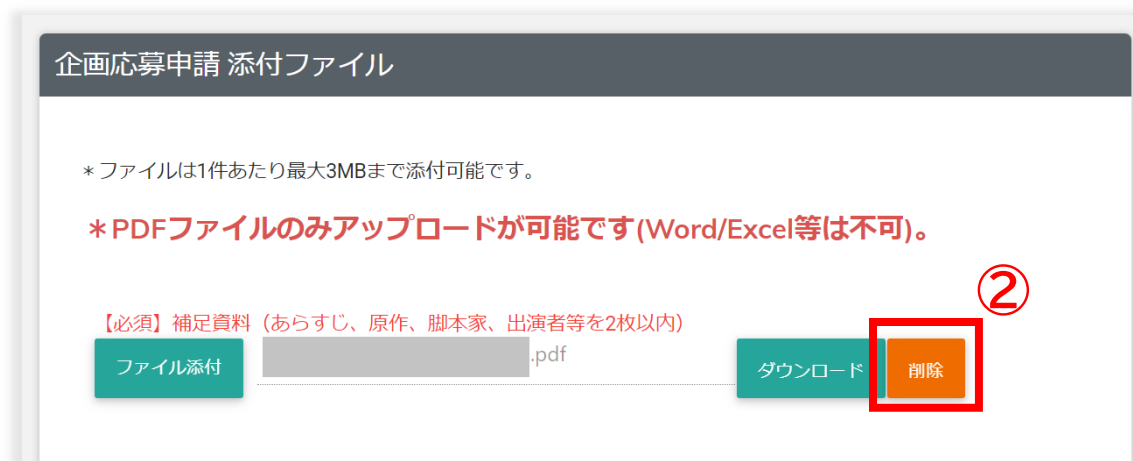 企画応募申請 添付ファイル
* ファイルは1件あたり最大3MBまで添付可能です。
＊PDFファイルのみアップロードが可能です(Word/Excel等は不可)。
②
【必須】補足資料（あらすじ、原作、脚本家、出演者等を2枚以内）
ファイル添付 .pdf ダウンロード 削除